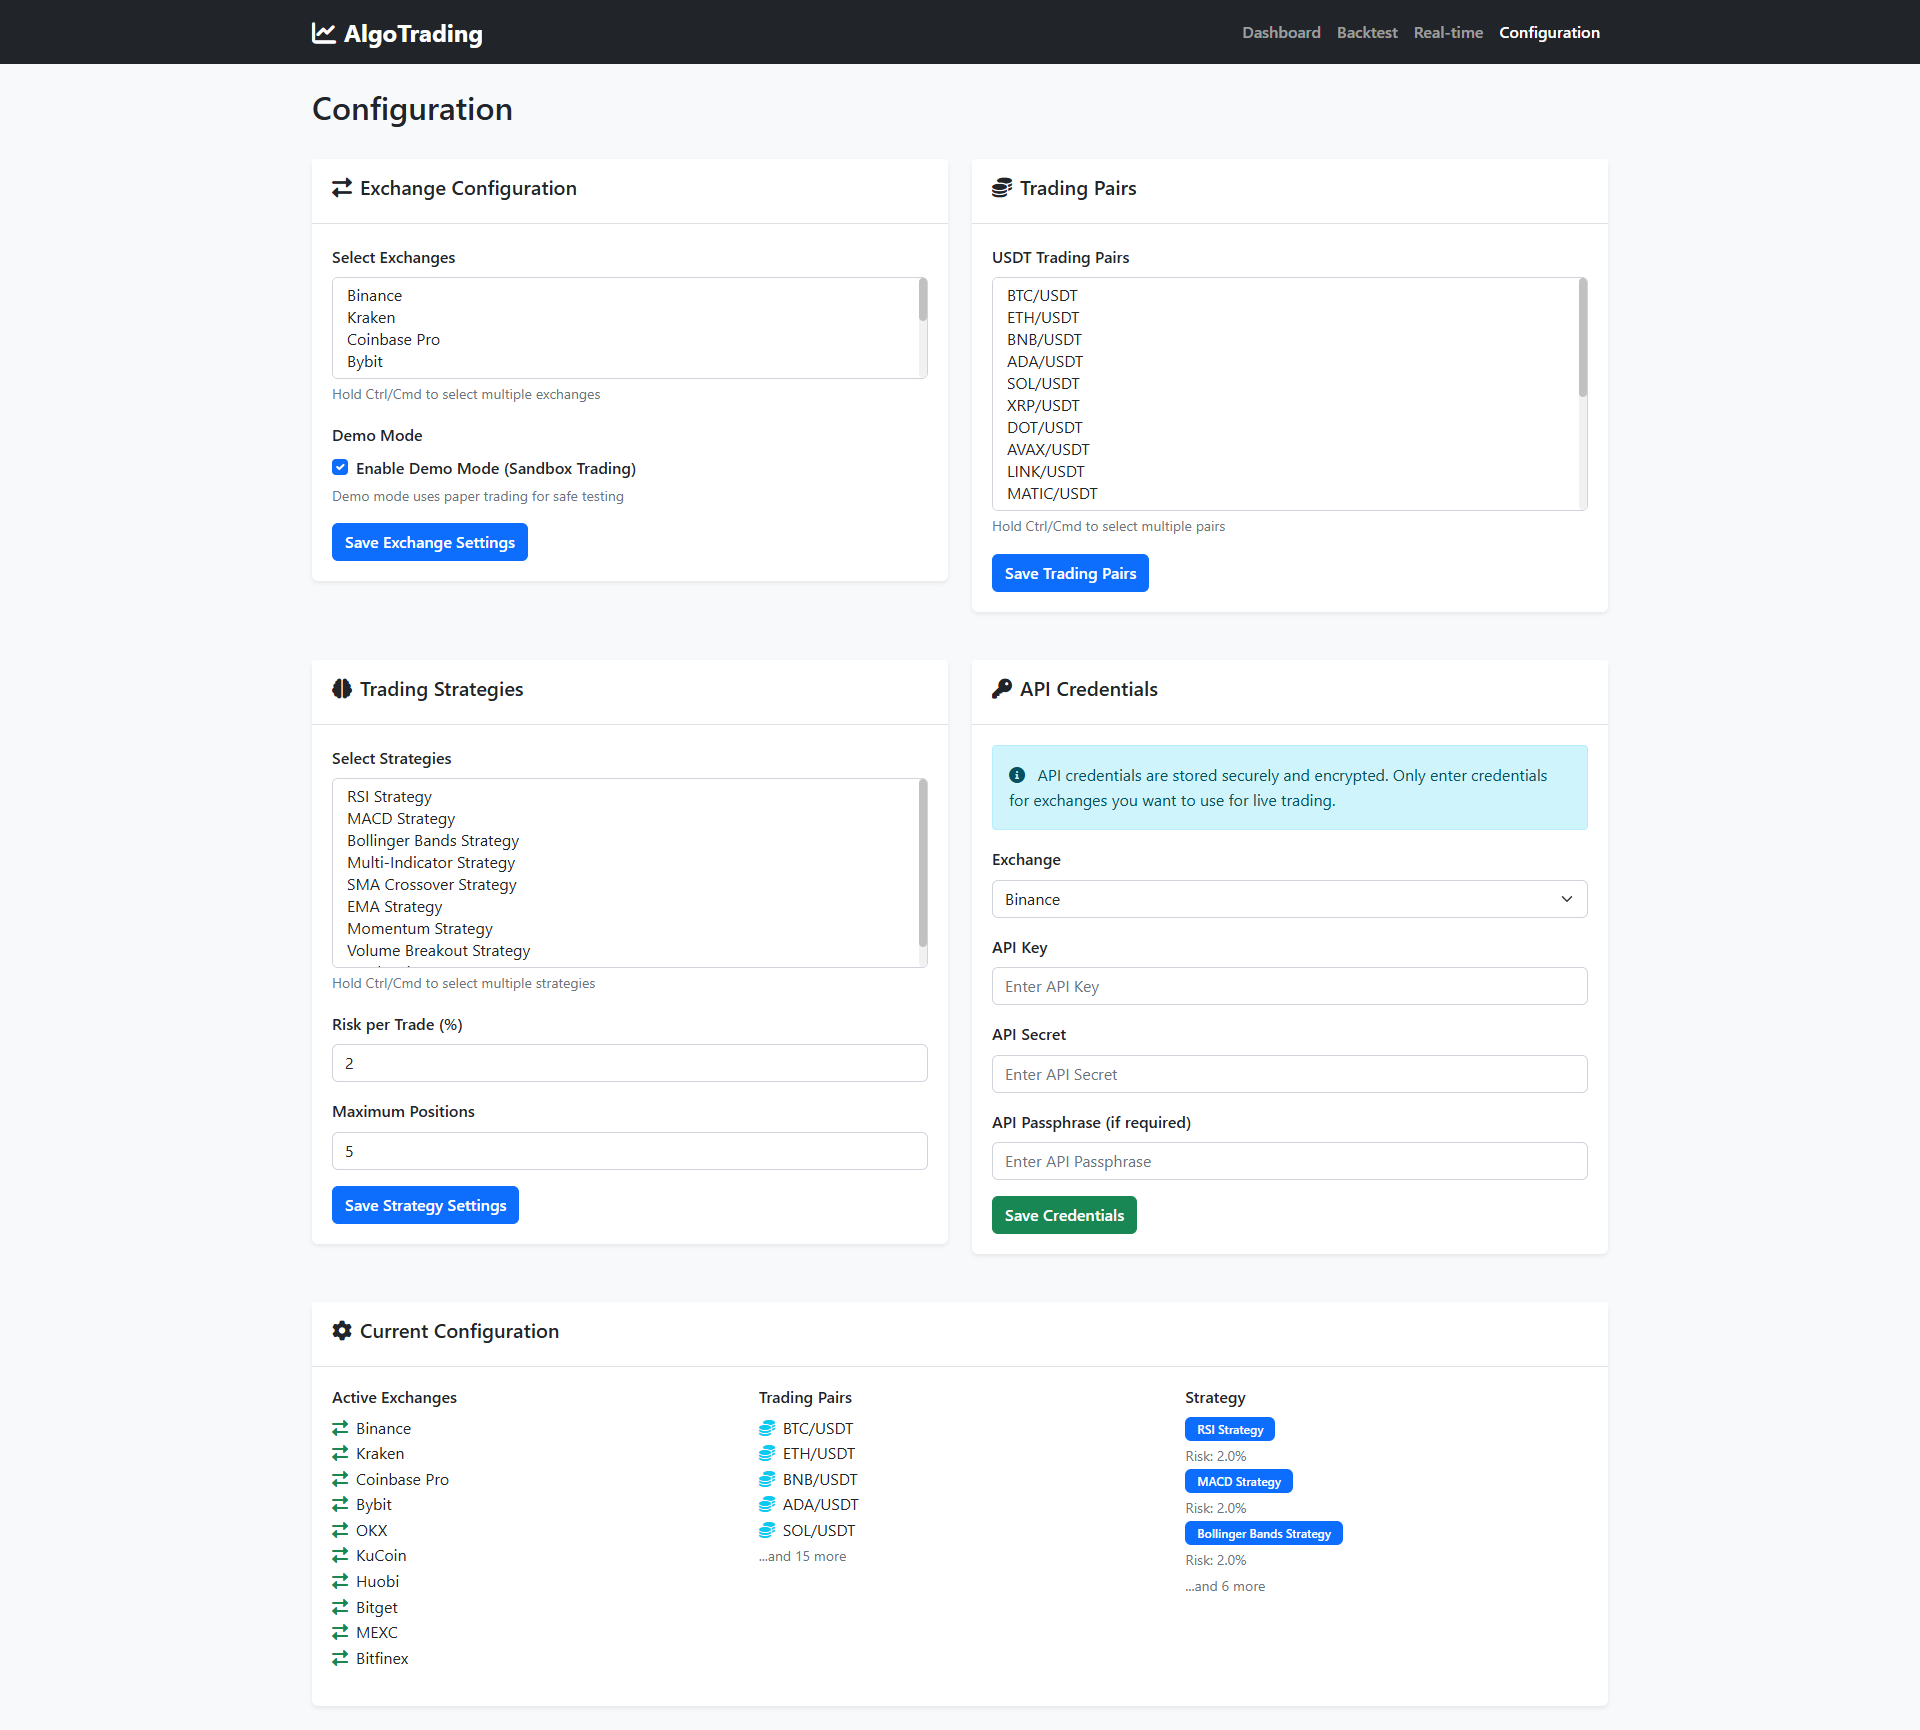 AlgoTrading
Dashboard Backtest Real-time Configuration
Configuration
Exchange Configuration
Select Exchanges
Binance
Kraken
Coinbase Pro
Bybit
Hold Ctrl/Cmd to select multiple exchanges
Demo Mode
Enable Demo Mode (Sandbox Trading)
Demo mode uses paper trading for safe testing
Save Exchange Settings
Trading Pairs
USDT Trading Pairs
BTC/USDT
ETH/USDT
BNB/USDT
ADA/USDT
SOL/USDT
XRP/USDT
DOT/USDT
AVAX/USDT
LINK/USDT
MATIC/USDT
Hold Ctrl/Cmd to select multiple pairs
Save Trading Pairs
Trading Strategies
Select Strategies
RSI Strategy
MACD Strategy
Bollinger Bands Strategy
Multi-Indicator Strategy
SMA Crossover Strategy
EMA Strategy
Momentum Strategy
Volume Breakout Strategy
Hold Ctrl/Cmd to select multiple strategies
Risk per Trade (%)
2
Maximum Positions
5
Save Strategy Settings
API Credentials
API credentials are stored securely and encrypted. Only enter credentials
for exchanges you want to use for live trading.
Exchange
Binance
API Key
Enter API Key
API Secret
Enter API Secret
API Passphrase (if required)
Enter API Passphrase
Save Credentials
Current Configuration
Active Exchanges
Binance
Kraken
Coinbase Pro
Bybit
OKX
KuCoin
Huobi
Bitget
MEXC
Bitfinex
Trading Pairs
BTC/USDT
ETH/USDT
BNB/USDT
ADA/USDT
SOL/USDT
...and 15 more
Strategy
RSI Strategy
Risk: 2.0%
MACD Strategy
Risk: 2.0%
Bollinger Bands Strategy
Risk: 2.0%
...and 6 more